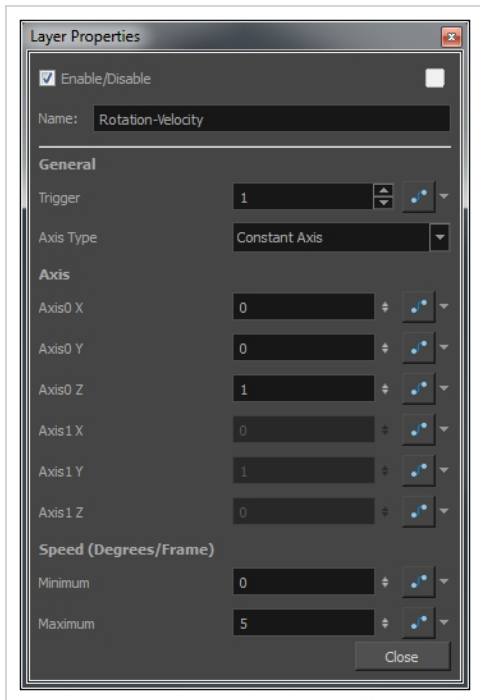 Layer Properties
Enable/Disable
Name: Rotation-Velocity
General
Trigger 1
Axis Type Constant Axis
Axis
Axis0 X 0
Axis0 Y 0
Axis0 Z 1
Axis1 X 0
Axis1 Y 1
Axis1 Z 0
Speed (Degrees/Frame)
Minimum 0
Maximum 5
Close